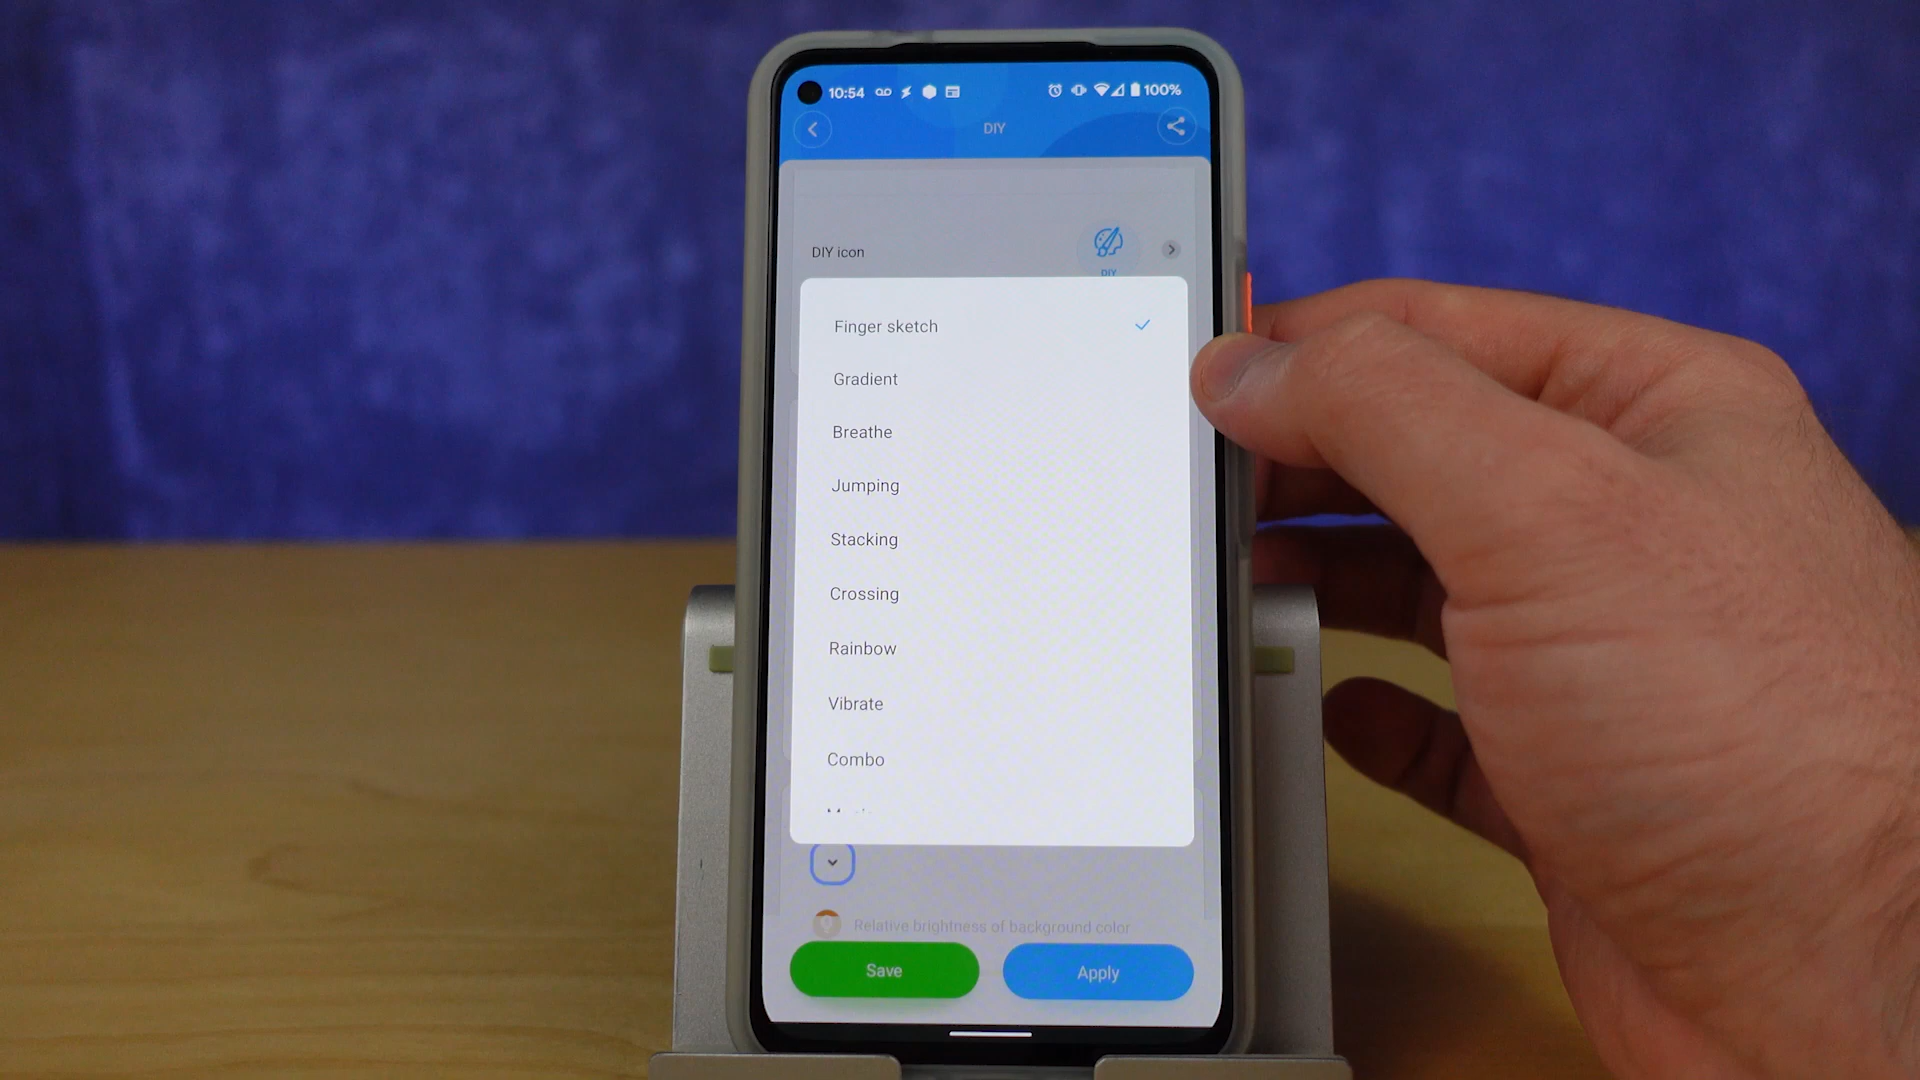 10:54 100%
DIY
DIY icon
DIY
Finger sketch
Gradient
Breathe
Jumping
Stacking
Crossing
Rainbow
Vibrate
Combo
Relative brightness of background color
Save Apply